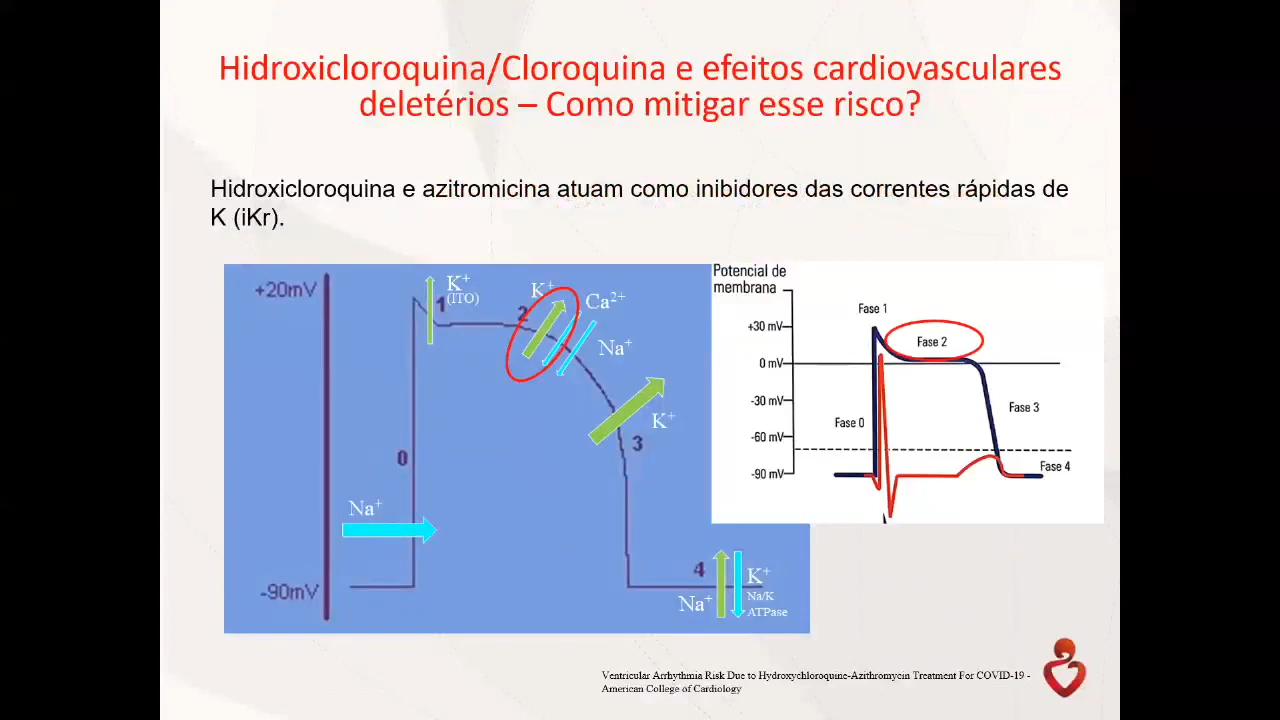 Hidroxicloroquina/Cloroquina e efeitos cardiovasculares
deletérios – Como mitigar esse risco?
Hidroxicloroquina e azitromicina atuam como inibidores das correntes rápidas de
K (iKr).
+20mV
K+
(ITO)
1
2
K+
Ca2+
Na+
K+
3
0
Na+
-90mV
4
K+
Na+
Na/K
ATPase
Potencial de
membrana
Fase 1
+30 mV
Fase 2
0 mV
-30 mV
Fase 3
Fase 0
-60 mV
Fase 4
-90 mV
Ventricular Arrhythmia Risk Due to Hydroxychloroquine-Azithromycin Treatment For COVID-19 -
American College of Cardiology